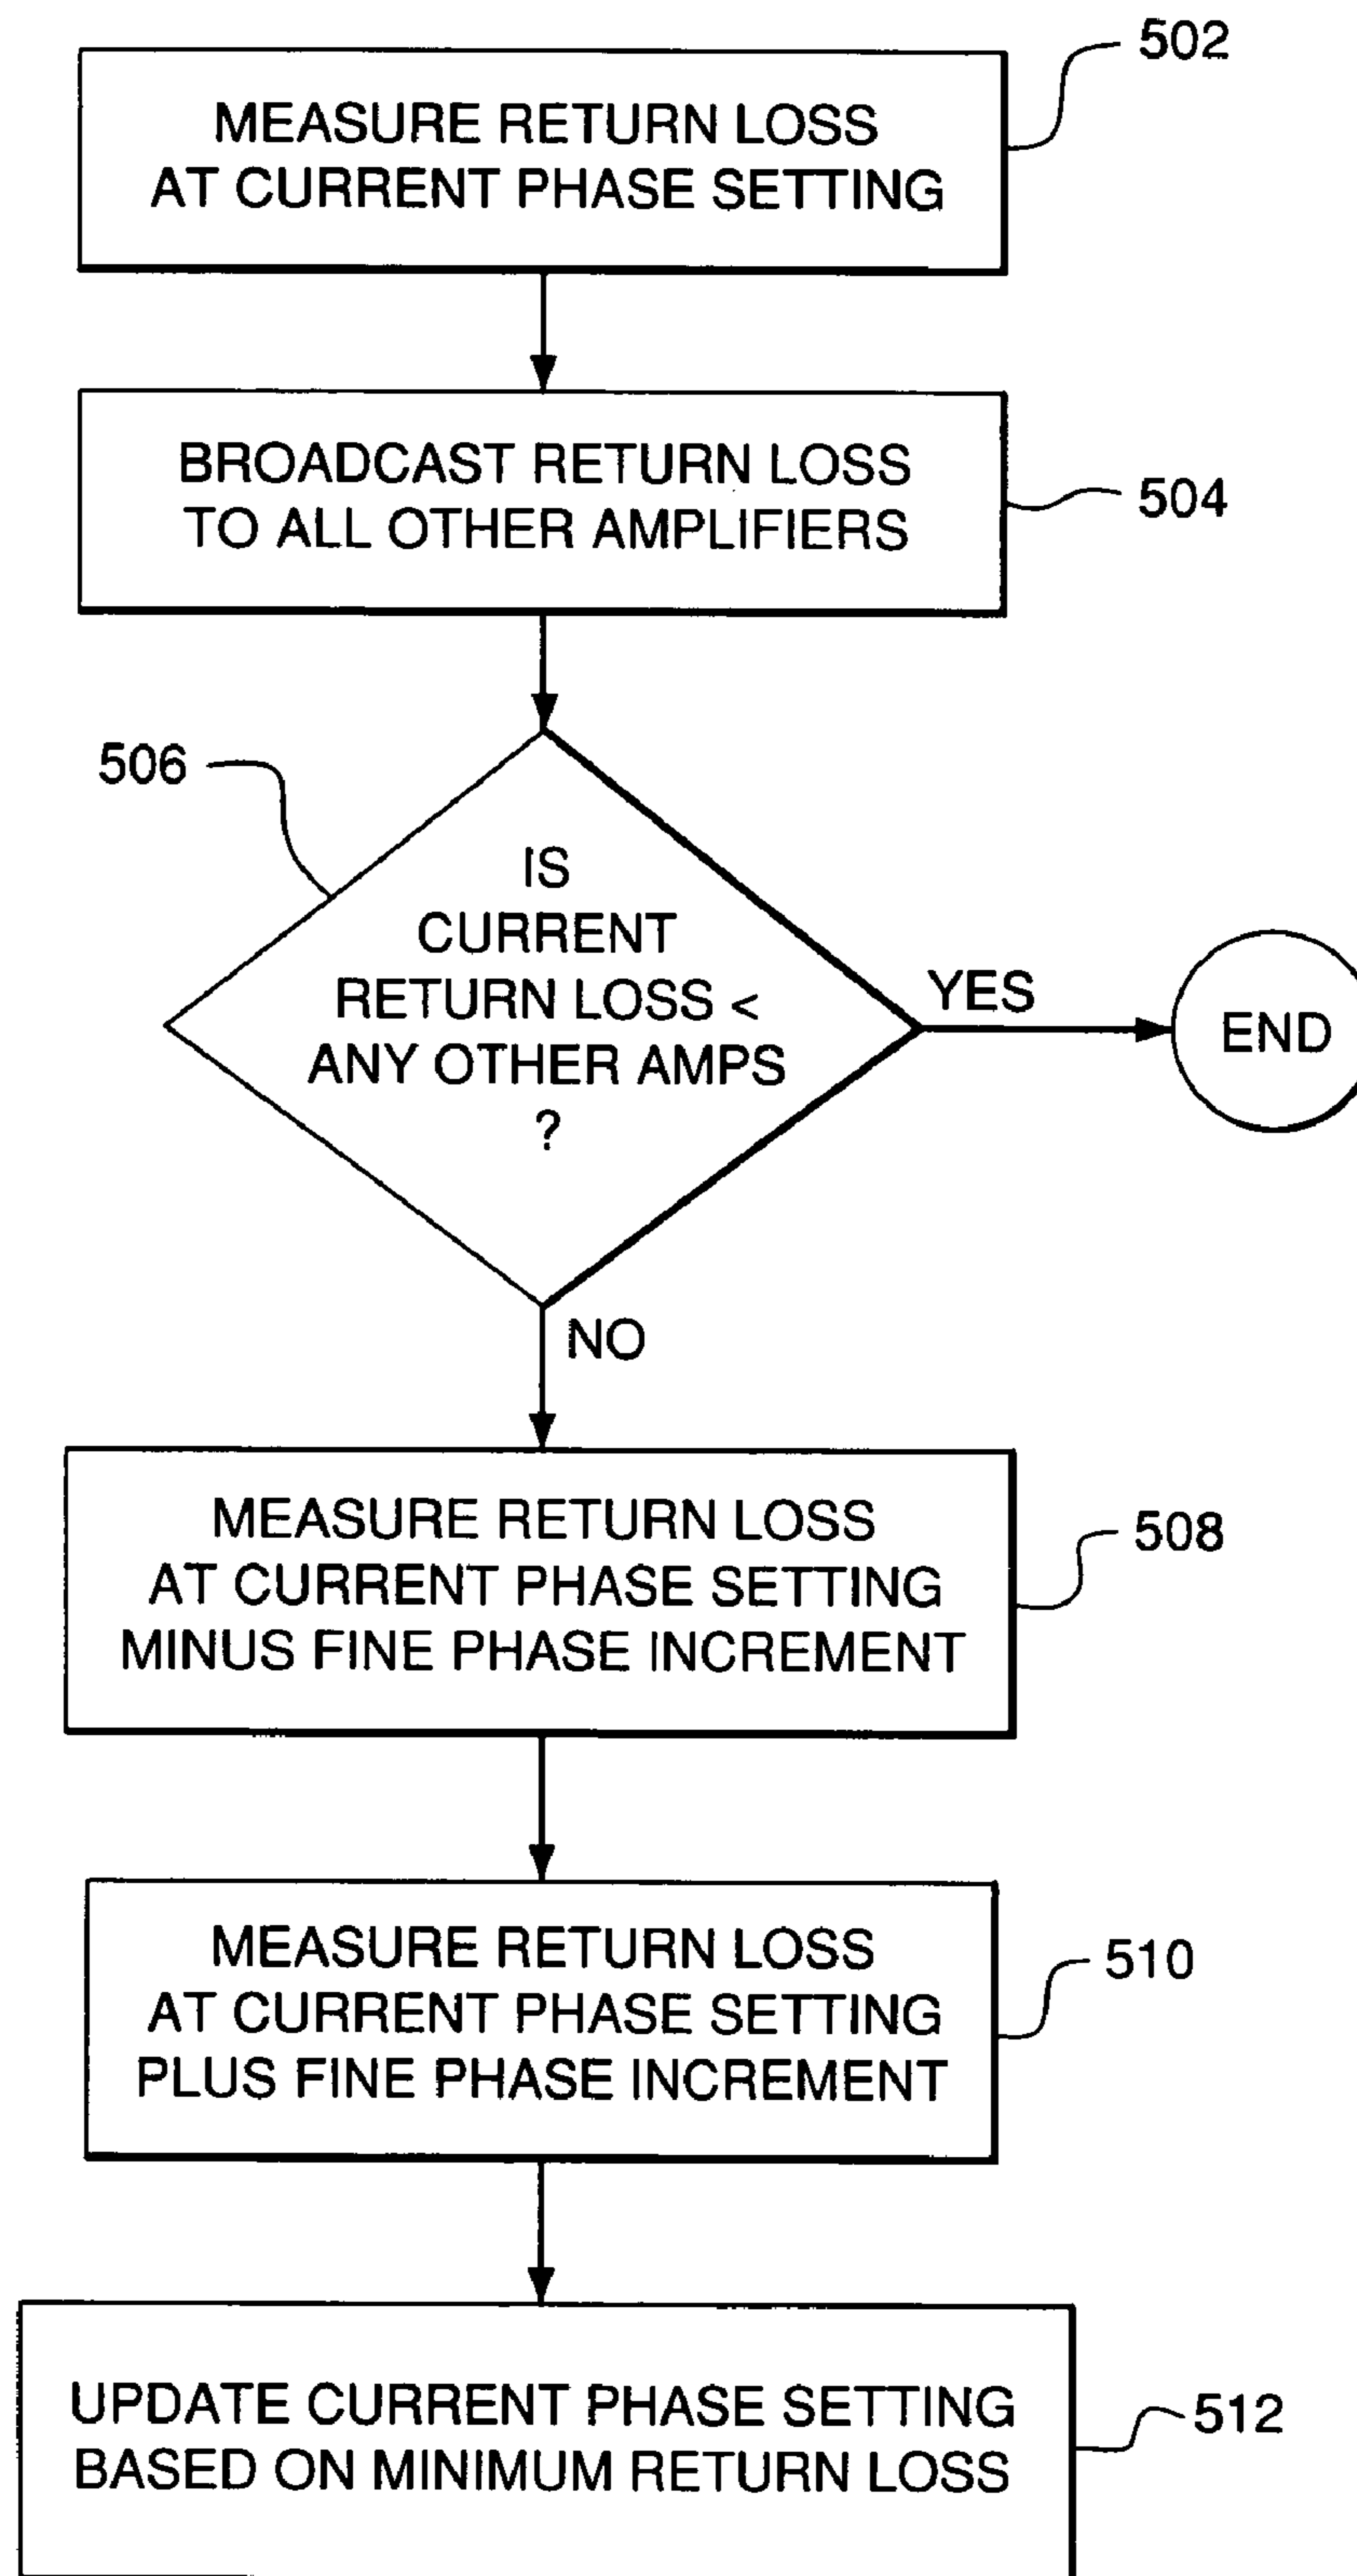 502
MEASURE RETURN LOSS
AT CURRENT PHASE SETTING
BROADCAST RETURN LOSS
TO ALL OTHER AMPLIFIERS
504
506
IS
CURRENT
RETURN LOSS <
ANY OTHER AMPS
?
YES
END
NO
MEASURE RETURN LOSS
AT CURRENT PHASE SETTING
MINUS FINE PHASE INCREMENT
508
MEASURE RETURN LOSS
AT CURRENT PHASE SETTING
PLUS FINE PHASE INCREMENT
510
UPDATE CURRENT PHASE SETTING
BASED ON MINIMUM RETURN LOSS
512